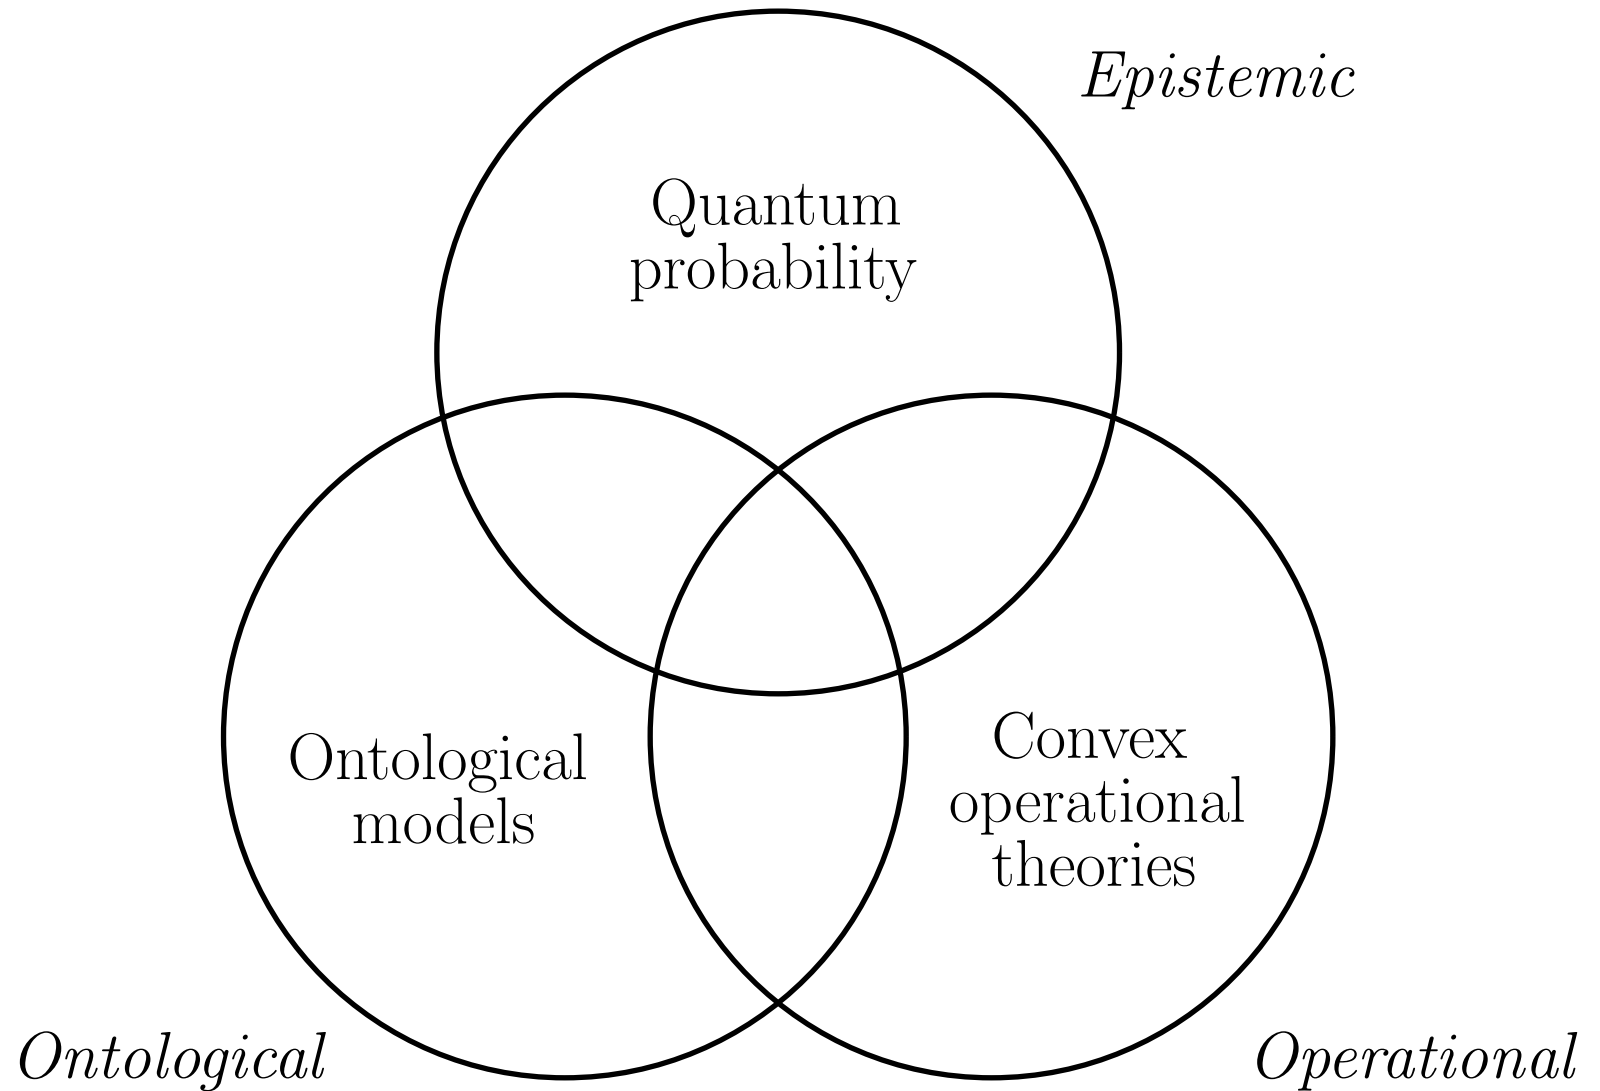 Epistemic
Quantum
probability
Ontological
models
Convex
operational
theories
Ontological
Operational